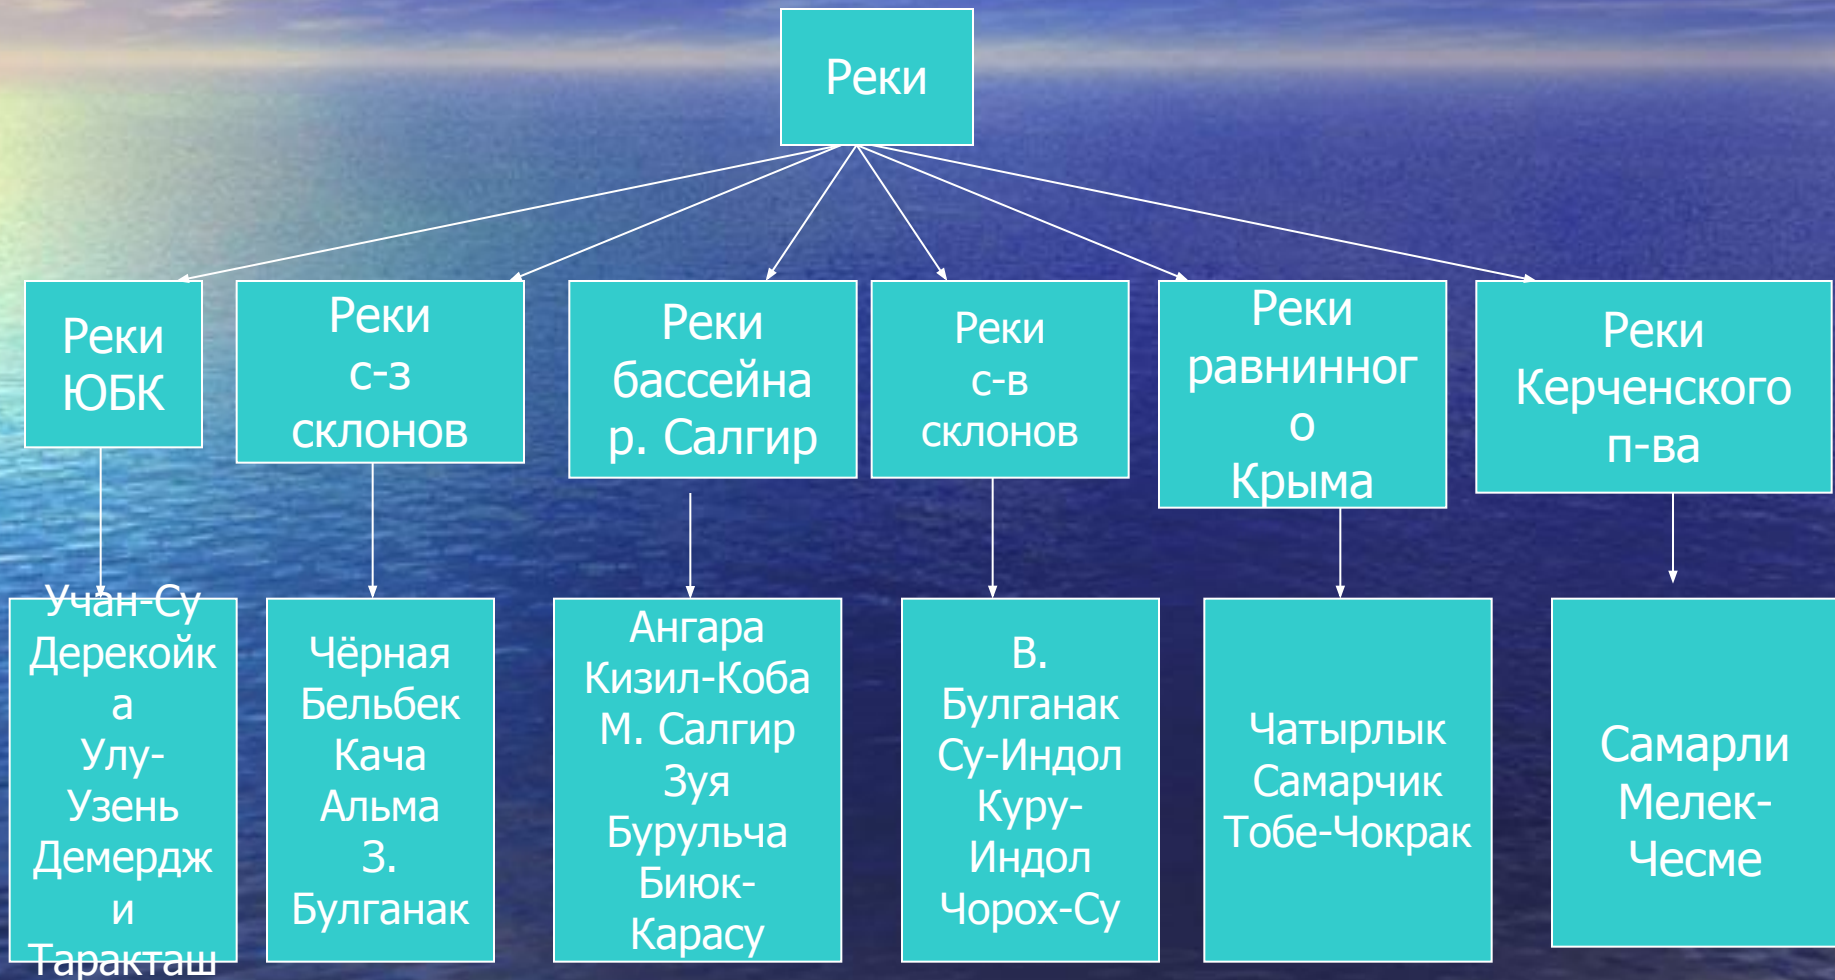 Реки
Реки
ЮБК
Реки
с-з
склонов
Реки
бассейна
р. Салгир
Реки
с-в
склонов
Реки
равнинног
о
Крыма
Реки
Керченского
п-ва
Учан-Су
Дерекойк
а
Улу-
Узень
Демердж
и
Таракташ
Чёрная
Бельбек
Кача
Альма
З.
Булганак
Ангара
Кизил-Коба
М. Салгир
Зуя
Бурульча
Биюк-
Карасу
В.
Булганак
Су-Индол
Куру-
Индол
Чорох-Су
Чатырлык
Самарчик
Тобе-Чокрак
Самарли
Мелек-
Чесме